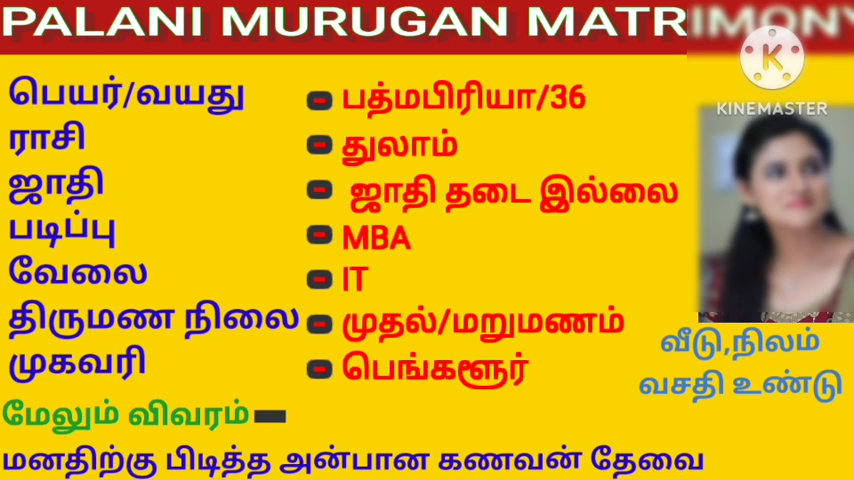 PALANI MURUGAN MATRIMONY
KINEMASTER
பெயர்/வயது - பத்மபிரியா/36
ராசி - துலாம்
ஜாதி - ஜாதி தடை இல்லை
படிப்பு - MBA
வேலை - IT
திருமண நிலை - முதல்/மறுமணம்
முகவரி - பெங்களூர்
வீடு,நிலம்
வசதி உண்டு
மேலும் விவரம் -
மனதிற்கு பிடித்த அன்பான கணவன் தேவை